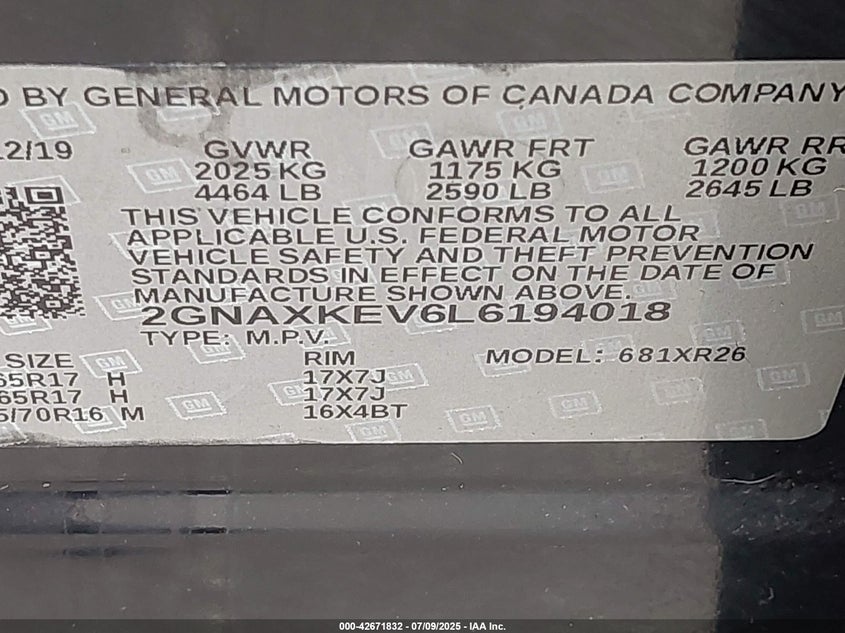 D BY GENERAL MOTORS OF CANADA COMPANY
12/19 GVWR GAWR FRT GAWR RR
2025 KG 1175 KG 1200 KG
4464 LB 2590 LB 2645 LB
THIS VEHICLE CONFORMS TO ALL
APPLICABLE U.S. FEDERAL MOTOR
VEHICLE SAFETY AND THEFT PREVENTION
STANDARDS IN EFFECT ON THE DATE OF
MANUFACTURE SHOWN ABOVE.
2GNAXKEV6L6194018
TYPE: M.P.V.
SIZE RIM MODEL: 681XR26
65R17 H 17X7J
65R17 H 17X7J
5/70R16 M 16X4BT
000-42671832 - 07/09/2025 - IAA Inc.